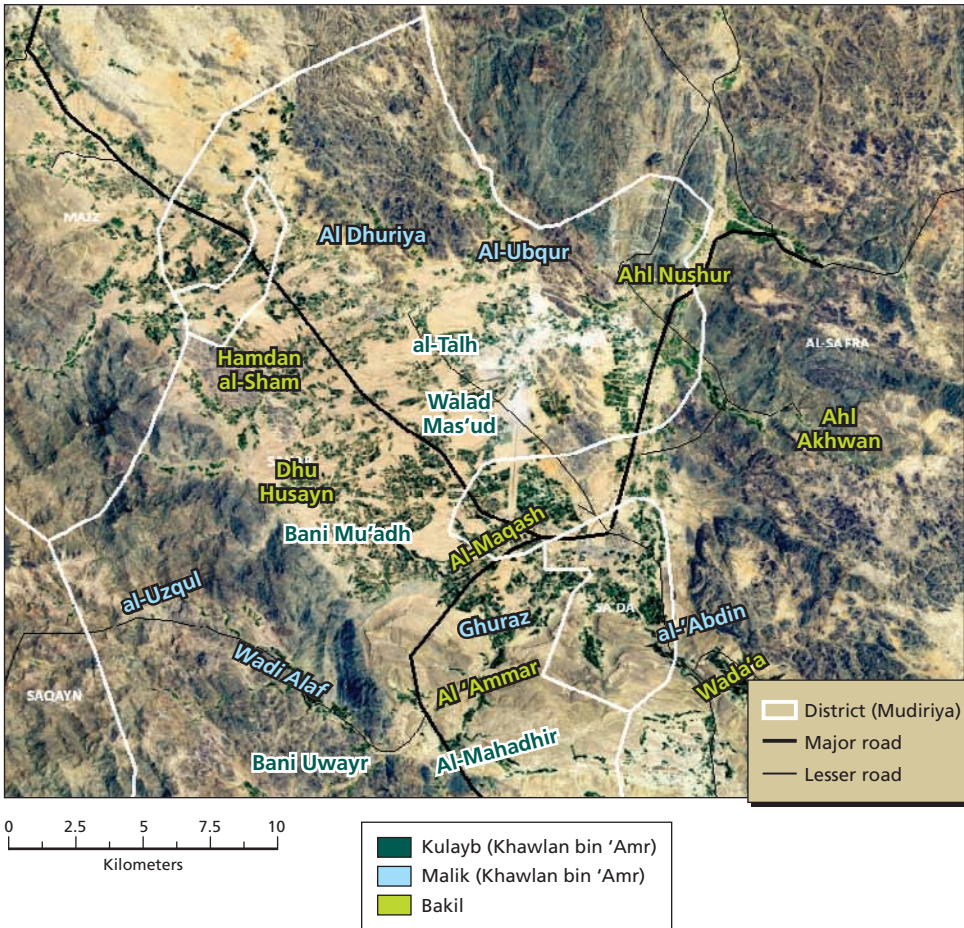 MAJZ
Al Dhuriya
Al-Ubqur
Ahl Nushur
al-Talh
AL-SAFRA
Hamdan
al-Sham
Walad
Mas‘ud
Ahl
Akhwan
Dhu
Husayn
Bani Mu‘adh
Al-Maqash
al-Uzqul
Ghuraz
SA'DA
al-‘Abdin
Wadi Alaf
Al ‘Ammar
Wada‘a
SAQAYN
Bani Uwayr
Al-Mahadhir
District (Mudiriya)
Major road
Lesser road
0 2.5 5 7.5 10
Kilometers
Kulayb (Khawlan bin ‘Amr)
Malik (Khawlan bin ‘Amr)
Bakil